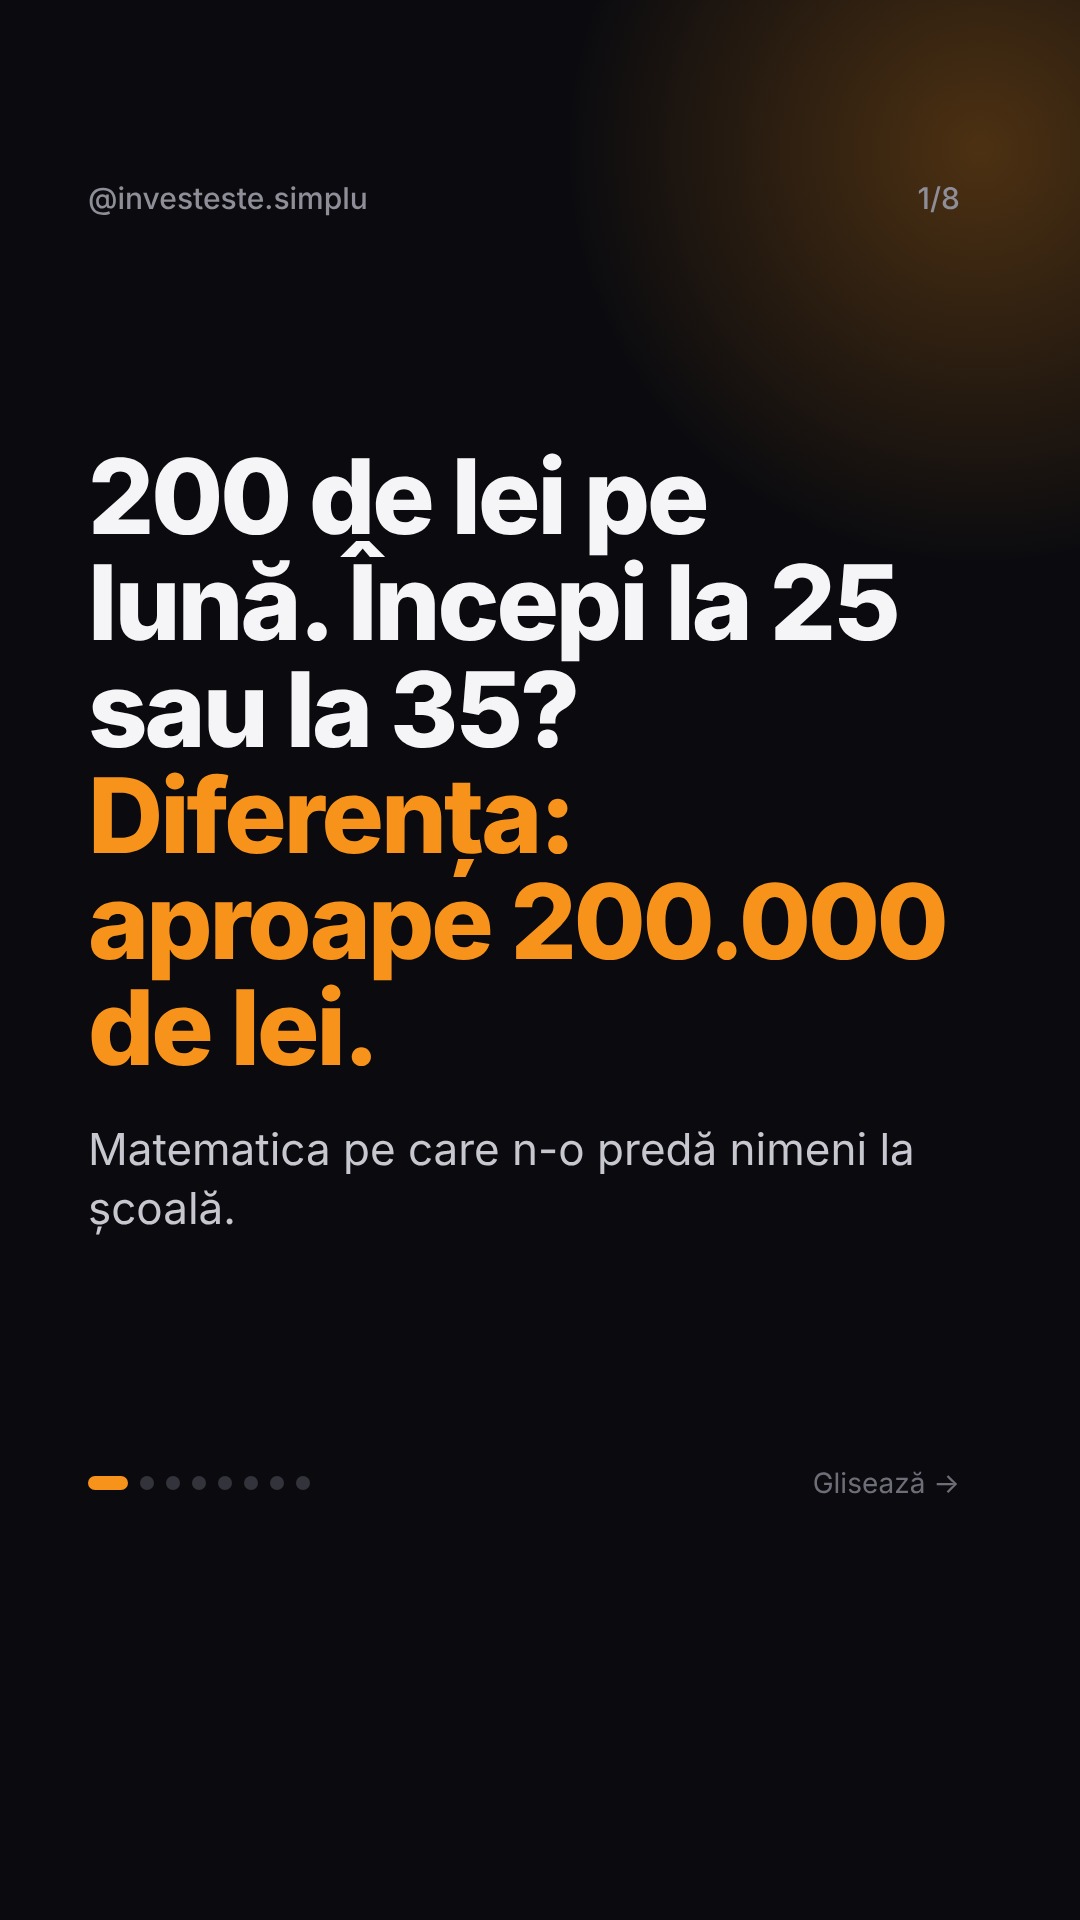 @investeste.simplu
1/8
200 de lei pe
lună. Începi la 25
sau la 35?
Diferența:
aproape 200.000
de lei.
Matematica pe care n-o predă nimeni la
școală.
Glisează →